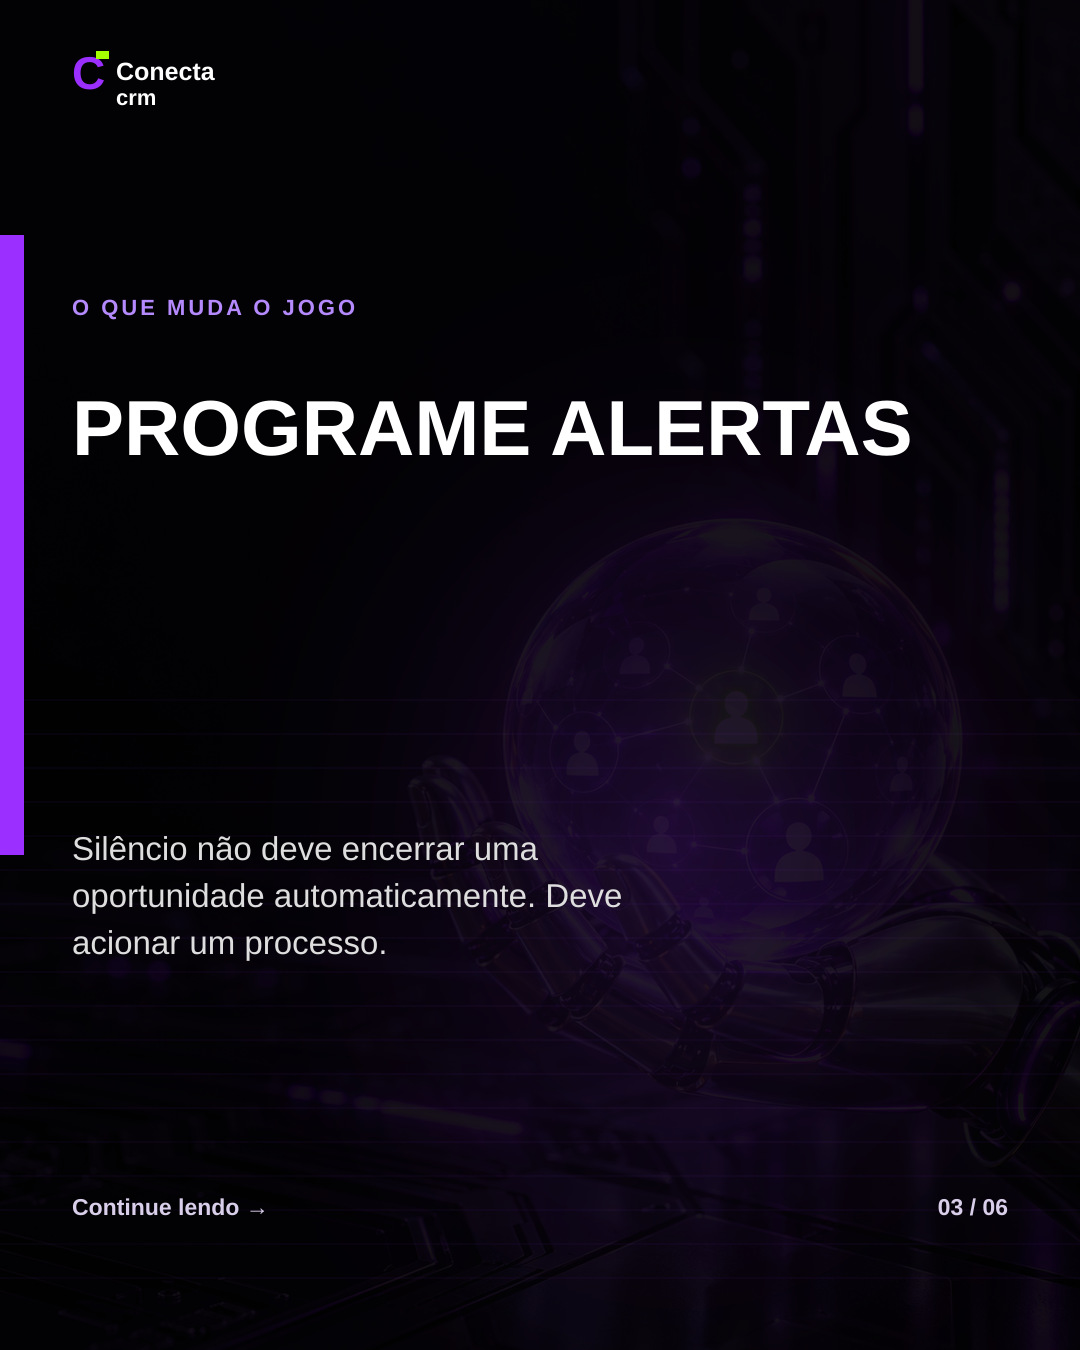 Conecta
crm
O QUE MUDA O JOGO
PROGRAME ALERTAS
Silêncio não deve encerrar uma
oportunidade automaticamente. Deve
acionar um processo.
Continue lendo →
03 / 06